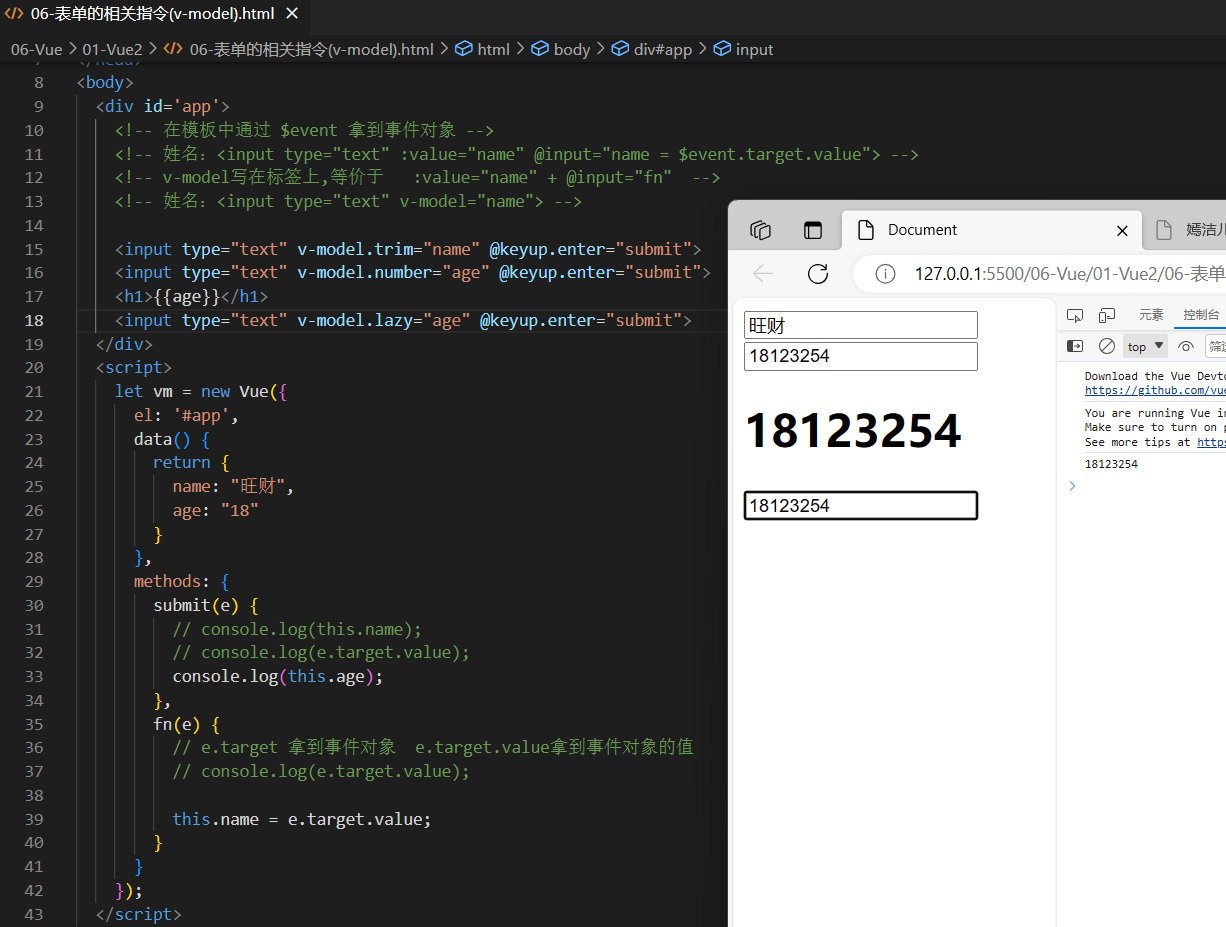 06-表单的相关指令(v-model).html
06-Vue > 01-Vue2 > 06-表单的相关指令(v-model).html > html > body > div#app > input
8 <body>
9 <div id='app'>
10 <!-- 在模板中通过 $event 拿到事件对象 -->
11 <!-- 姓名: <input type="text" :value="name" @input="name = $event.target.value"> -->
12 <!-- v-model写在标签上,等价于 :value="name" + @input="fn" -->
13 <!-- 姓名: <input type="text" v-model="name"> -->
14
15 <input type="text" v-model.trim="name" @keyup.enter="submit">
16 <input type="text" v-model.number="age" @keyup.enter="submit">
17 <h1>{{age}}</h1>
18 <input type="text" v-model.lazy="age" @keyup.enter="submit">
19 </div>
20 <script>
21 let vm = new Vue({
22 el: '#app',
23 data() {
24 return {
25 name: "旺财",
26 age: "18"
27 }
28 },
29 methods: {
30 submit(e) {
31 // console.log(this.name);
32 // console.log(e.target.value);
33 console.log(this.age);
34 },
35 fn(e) {
36 // e.target 拿到事件对象 e.target.value拿到事件对象的值
37 // console.log(e.target.value);
38
39 this.name = e.target.value;
40 }
41 }
42 });
43 </script>
Document
嫣洁儿
127.0.0.1:5500/06-Vue/01-Vue2/06-表单
旺财
18123254
18123254
18123254
元素 控制台
top
Download the Vue Devto
https://github.com/vue
You are running Vue in
Make sure to turn on p
See more tips at https
18123254